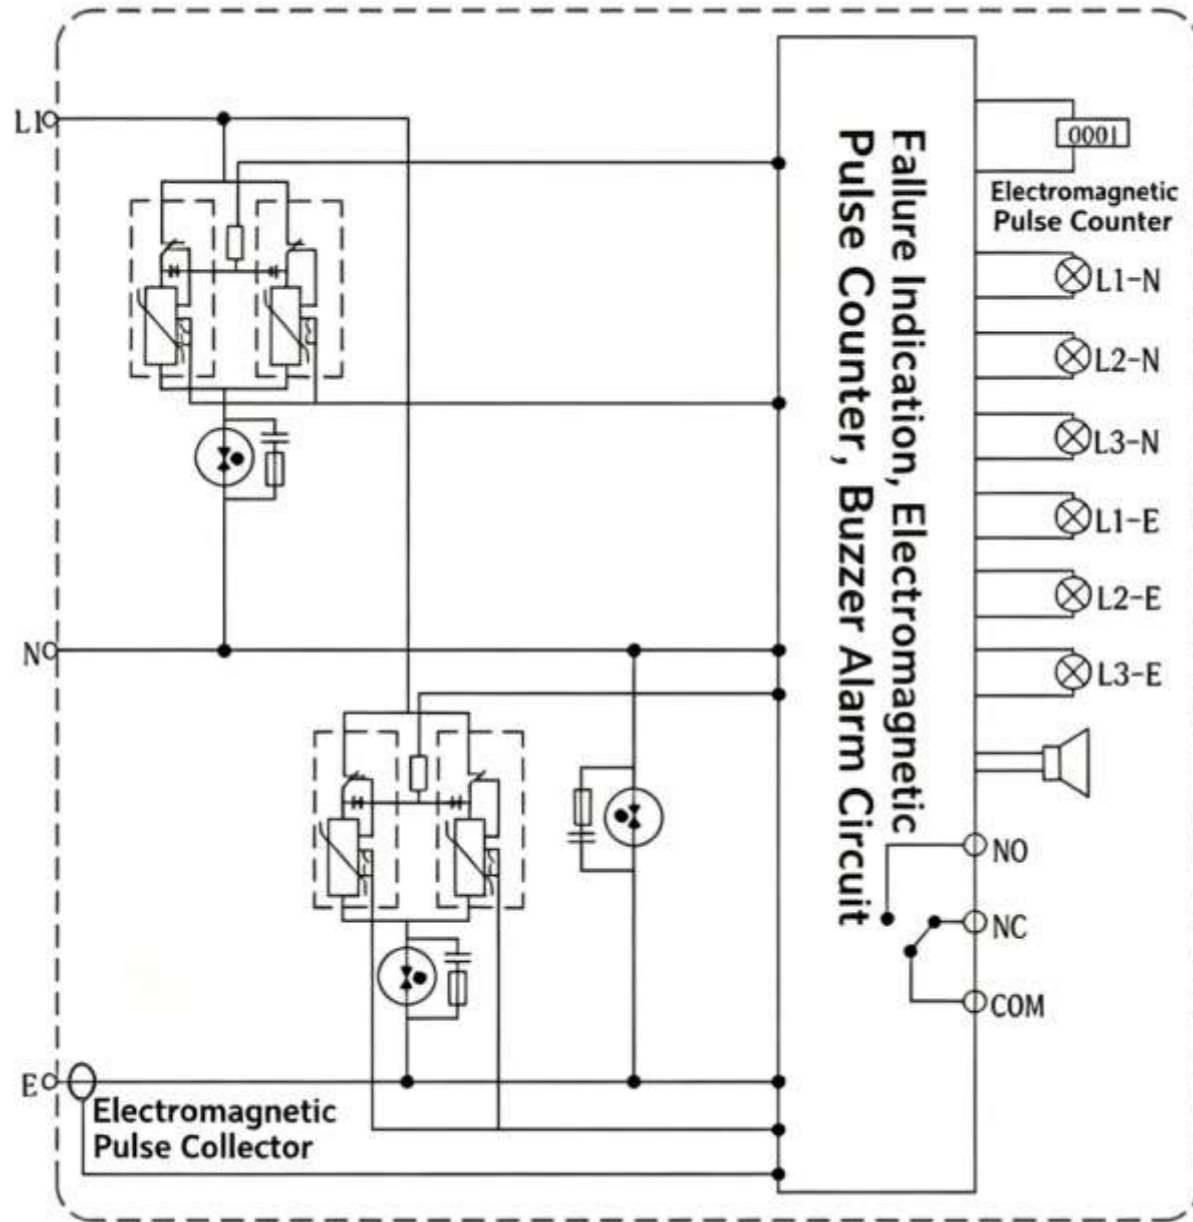 L1
N
E
Electromagnetic
Pulse Collector
Fallure Indication, Electromagnetic
Pulse Counter, Buzzer Alarm Circuit
0001
Electromagnetic
Pulse Counter
L1-N
L2-N
L3-N
L1-E
L2-E
L3-E
NO
NC
COM